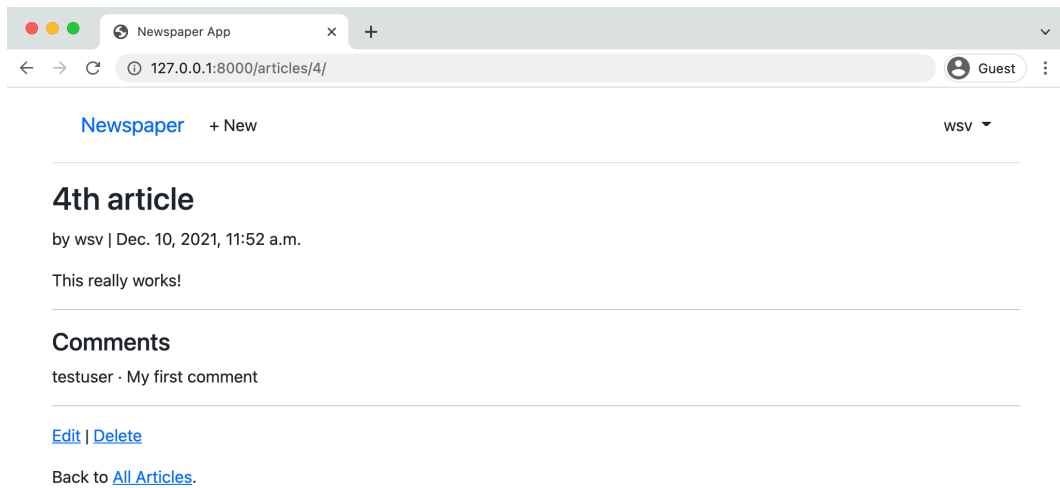 Newspaper App
127.0.0.1:8000/articles/4/
Guest
Newspaper + New wsv
4th article
by wsv | Dec. 10, 2021, 11:52 a.m.
This really works!
Comments
testuser · My first comment
Edit | Delete
Back to All Articles.